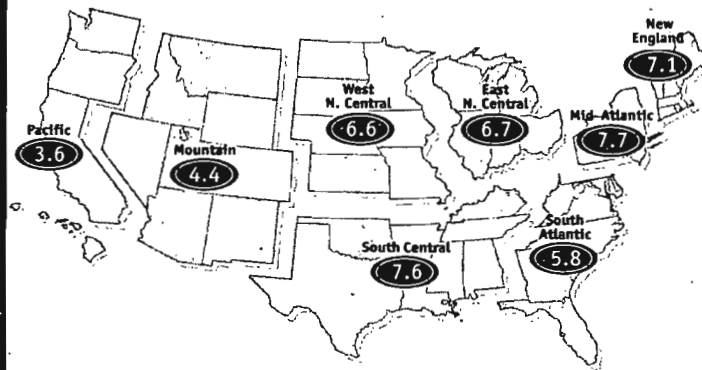 New
England
7.1
West
N. Central
6.6
East
N. Central
6.7
Mid-Atlantic
7.7
Pacific
3.6
Mountain
4.4
South Central
7.6
South
Atlantic
5.8